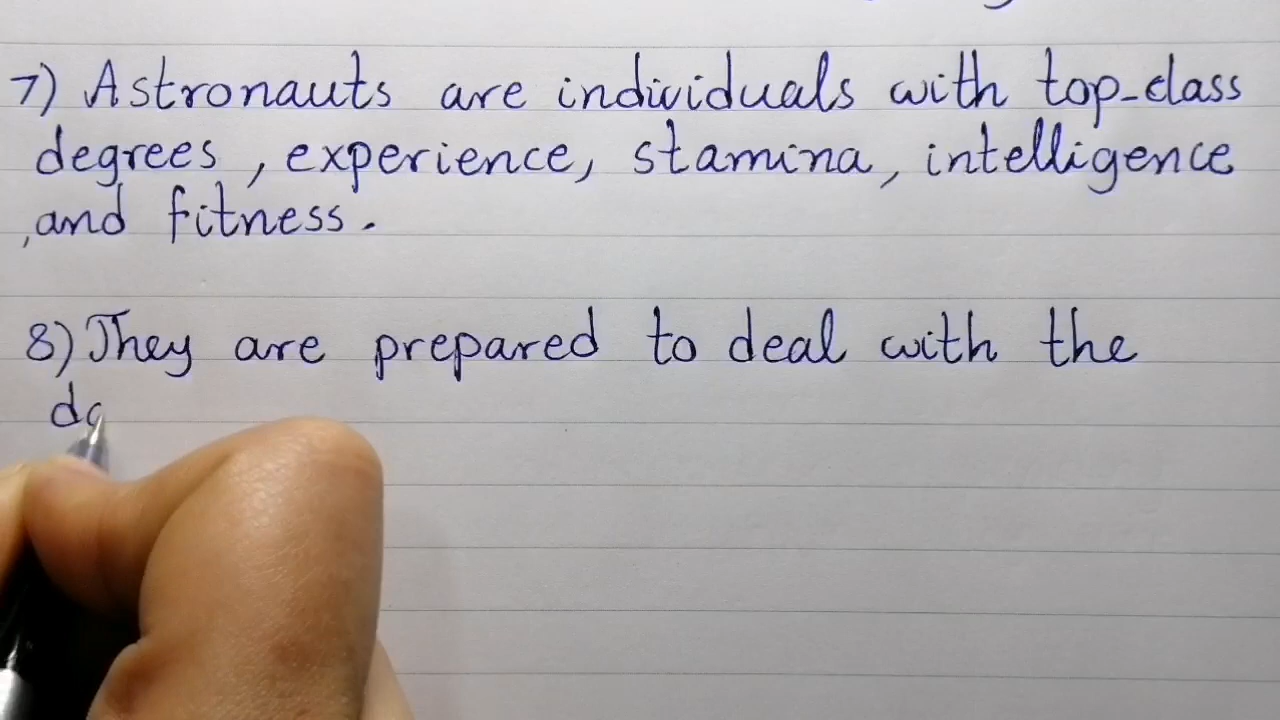 7) Astronauts are individuals with top-class
degrees, experience, stamina, intelligence
,and fitness.
8) They are prepared to deal with the